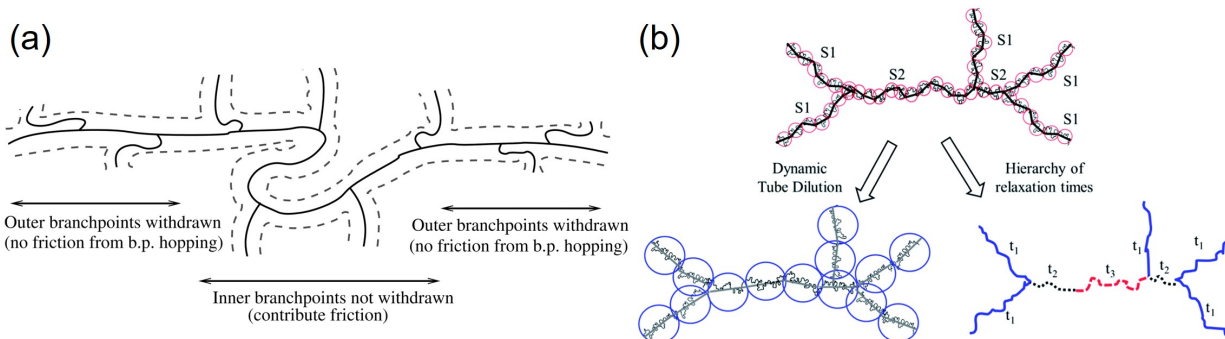 (a)
Outer branchpoints withdrawn
(no friction from b.p. hopping)
Outer branchpoints withdrawn
(no friction from b.p. hopping)
Inner branchpoints not withdrawn
(contribute friction)
(b)
S1
S1
S2
S2
S1
S1
S1
Dynamic
Tube Dilution
Hierarchy of
relaxation times
t₁
t₁
t₁
t₂
t₃
t₂
t₁
t₁